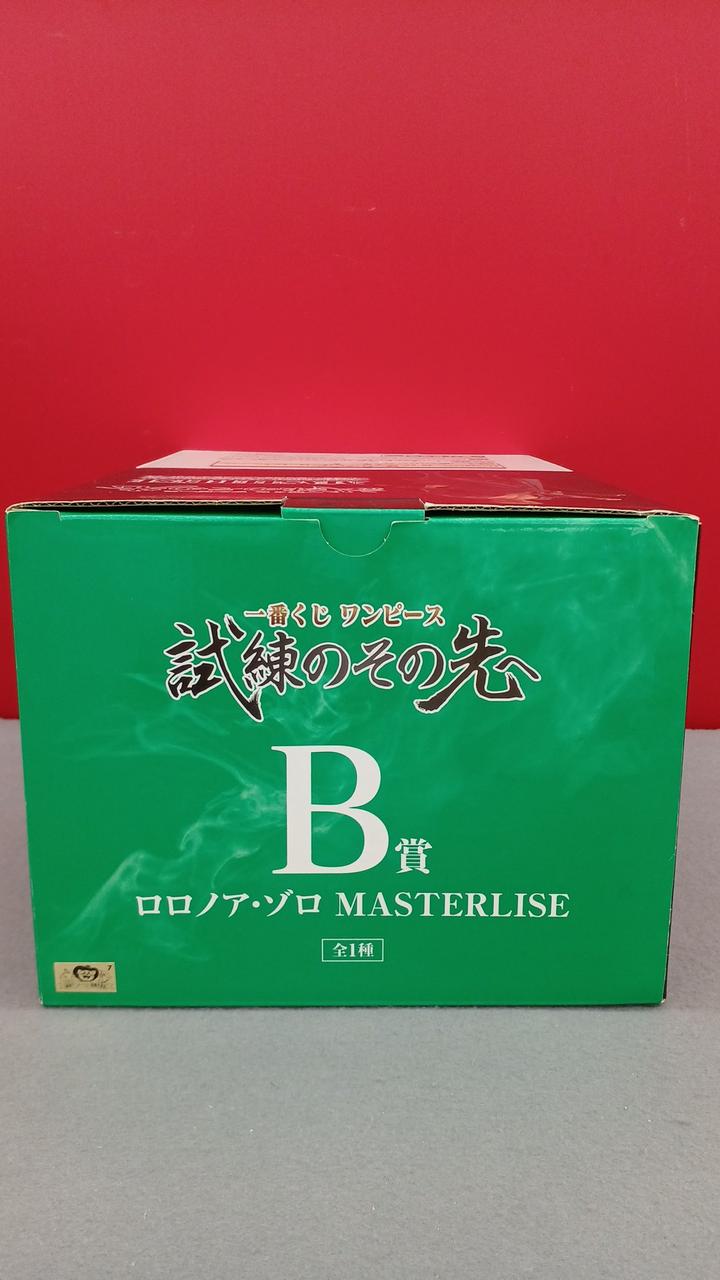 一番くじ ワンピース
試練のその先へ
B賞
ロロノア・ゾロ MASTERLISE
全1種